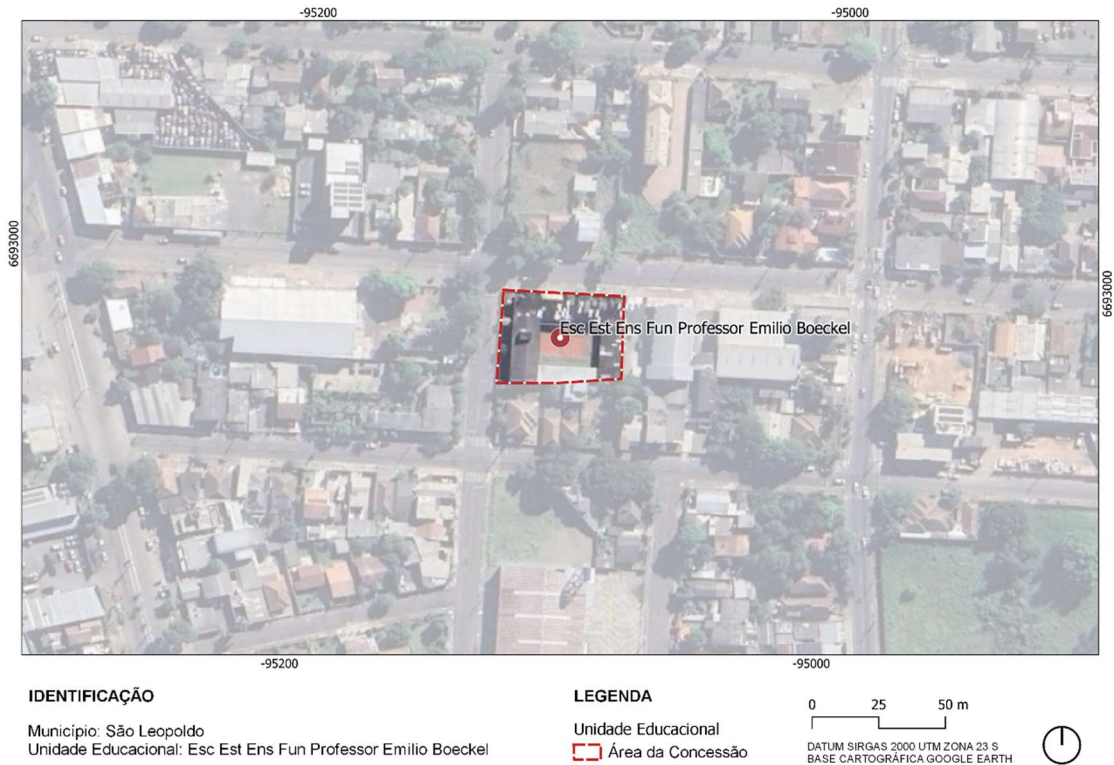 -95200
-95000
6693000
6693000
Esc Est Ens Fun Professor Emilio Boeckel
-95200
-95000
IDENTIFICAÇÃO
Município: São Leopoldo
Unidade Educacional: Esc Est Ens Fun Professor Emilio Boeckel
LEGENDA
Unidade Educacional
Área da Concessão
0 25 50 m
DATUM SIRGAS 2000 UTM ZONA 23 S
BASE CARTOGRÁFICA GOOGLE EARTH